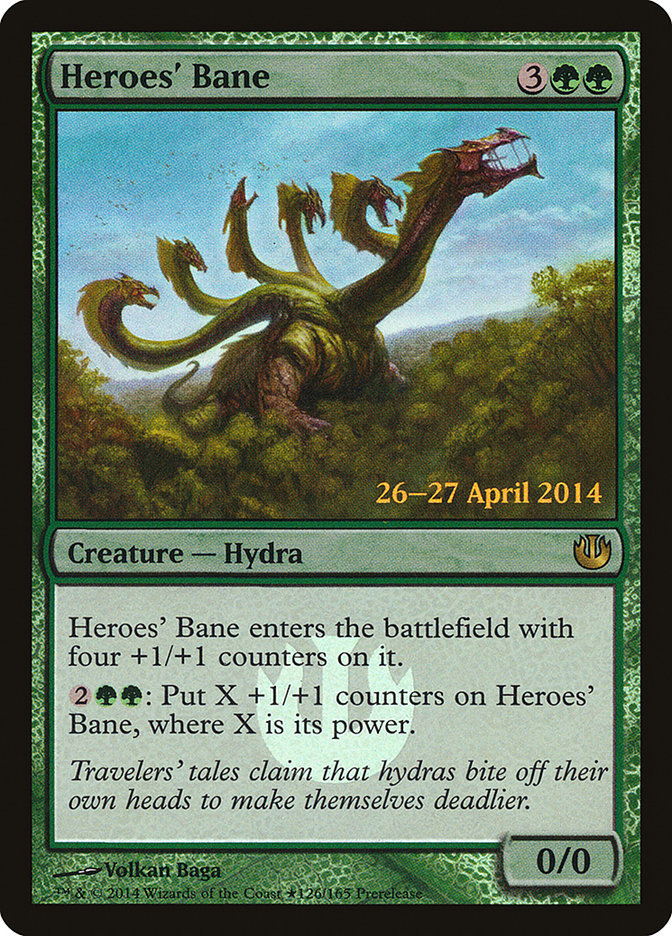 Heroes' Bane 3
26–27 April 2014
Creature — Hydra
Heroes' Bane enters the battlefield with
four +1/+1 counters on it.
2: Put X +1/+1 counters on Heroes'
Bane, where X is its power.
Travelers' tales claim that hydras bite off their
own heads to make themselves deadlier.
0/0
Volkan Baga
™ & © 2014 Wizards of the Coast ★126/165 Prerelease